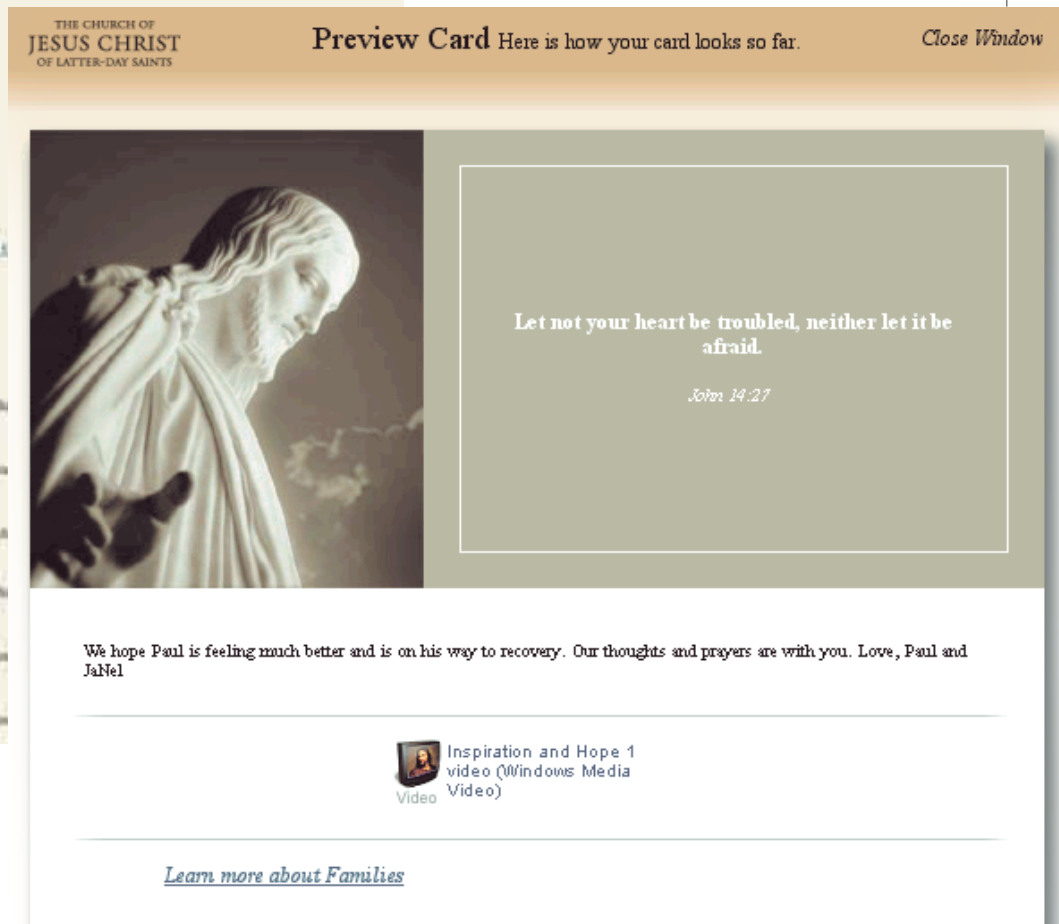 THE CHURCH OF
JESUS CHRIST
OF LATTER-DAY SAINTS
Preview Card Here is how your card looks so far.
Close Window
Let not your heart be troubled, neither let it be
afraid.
John 14:27
We hope Paul is feeling much better and is on his way to recovery. Our thoughts and prayers are with you. Love, Paul and
JaNel
Inspiration and Hope 1
video (Windows Media
Video)
Video
Learn more about Families